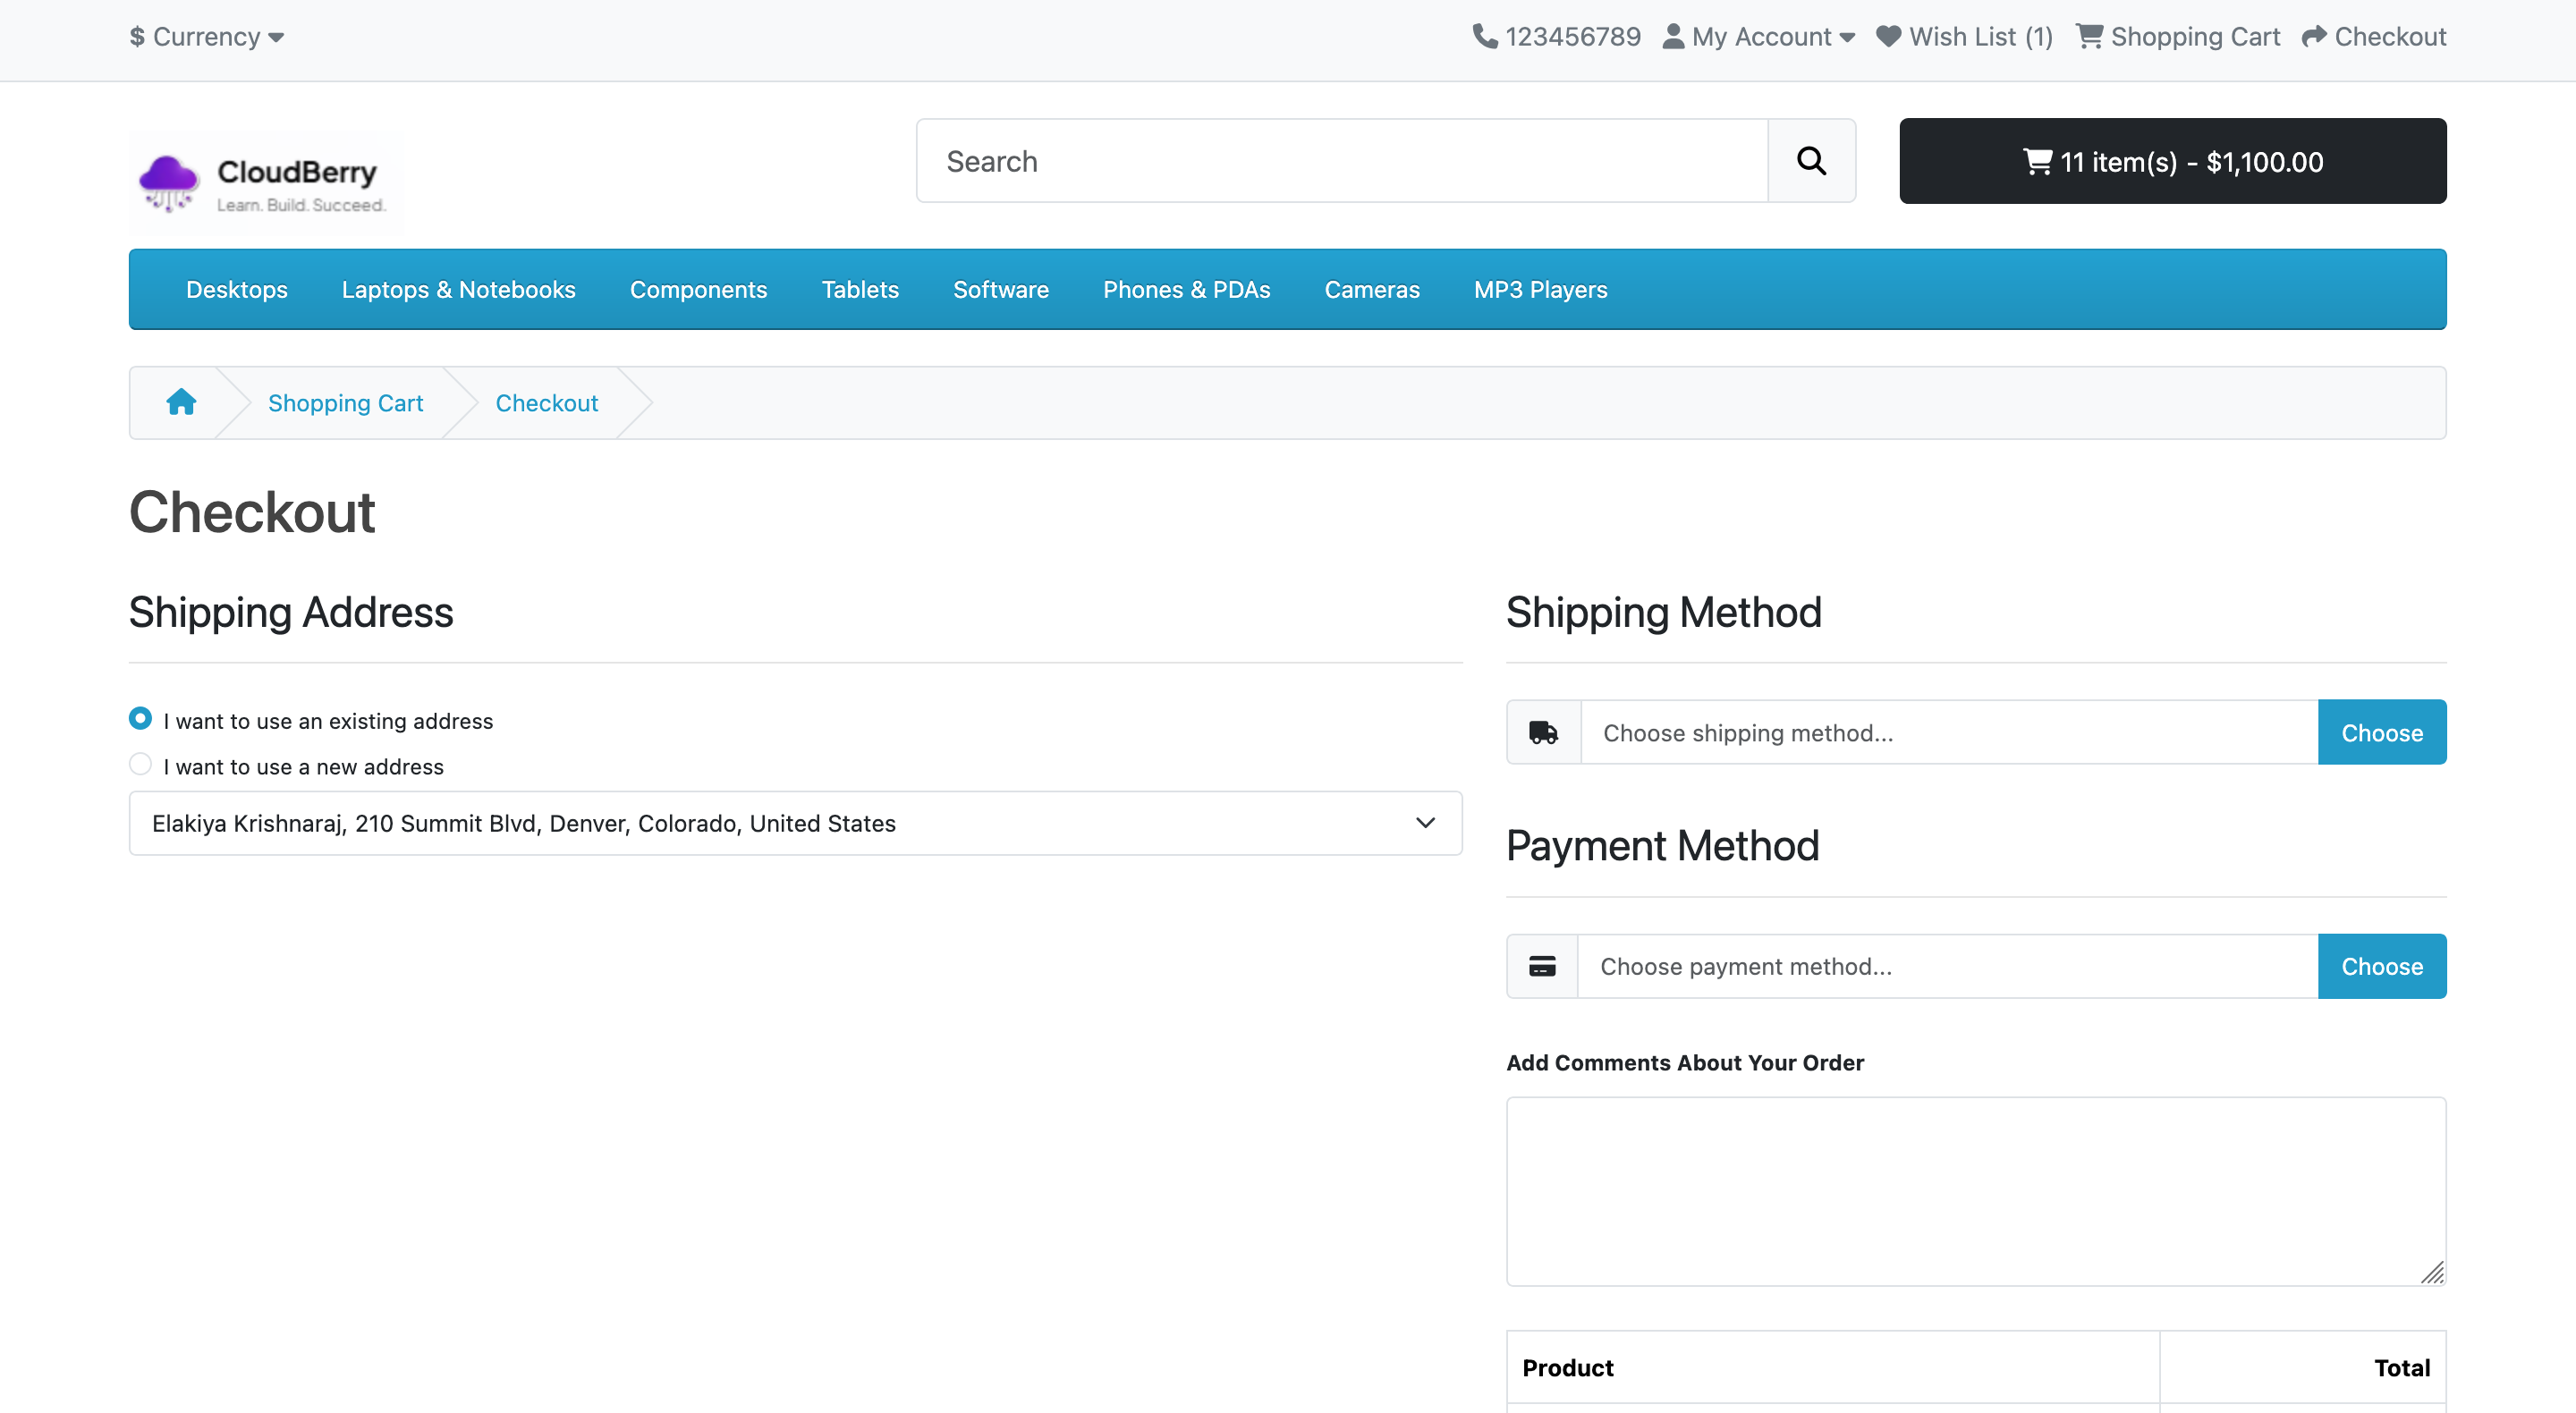 $ Currency
123456789 My Account Wish List (1) Shopping Cart Checkout
CloudBerry
Learn. Build. Succeed.
Search
11 item(s) - $1,100.00
Desktops Laptops & Notebooks Components Tablets Software Phones & PDAs Cameras MP3 Players
Shopping Cart Checkout
Checkout
Shipping Address
I want to use an existing address
I want to use a new address
Elakiya Krishnaraj, 210 Summit Blvd, Denver, Colorado, United States
Shipping Method
Choose shipping method... Choose
Payment Method
Choose payment method... Choose
Add Comments About Your Order
Product Total